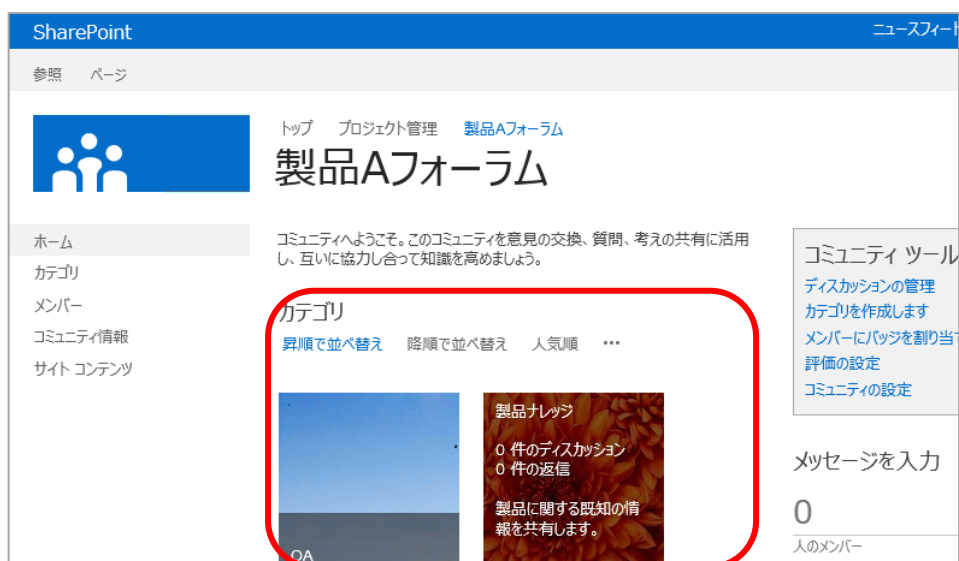 SharePoint
ニュースフィード
参照 ページ
トップ プロジェクト管理 製品Aフォーラム
製品Aフォーラム
ホーム
カテゴリ
メンバー
コミュニティ情報
サイト コンテンツ
コミュニティへようこそ。このコミュニティを意見の交換、質問、考えの共有に活用
し、互いに協力し合って知識を高めましょう。
カテゴリ
昇順で並べ替え 降順で並べ替え 人気順 •••
QA
製品ナレッジ
0 件のディスカッション
0 件の返信
製品に関する既知の情
報を共有します。
コミュニティ ツール
ディスカッションの管理
カテゴリを作成します
メンバーにバッジを割り当て
評価の設定
コミュニティの設定
メッセージを入力
0
人のメンバー